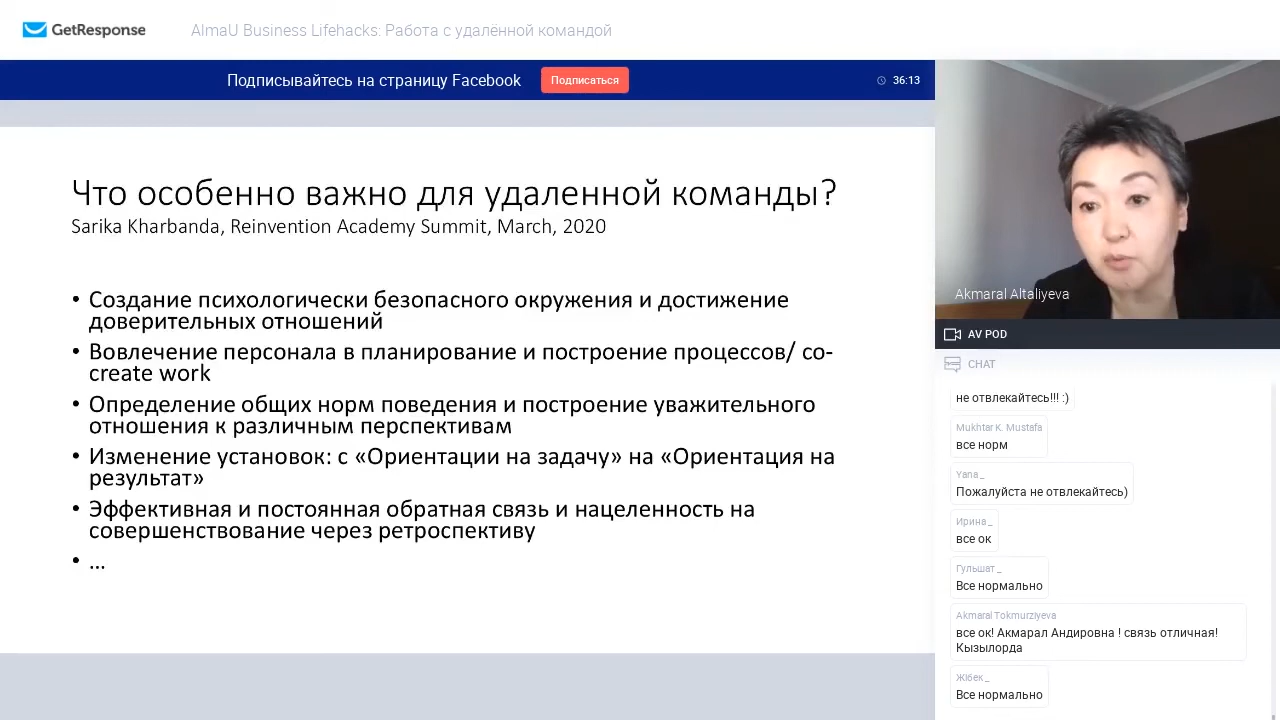 GetResponse
AlmaU Business Lifehacks: Работа с удалённой командой
Подписывайтесь на страницу Facebook
Подписаться
36:13
Что особенно важно для удаленной команды?
Sarika Kharbanda, Reinvention Academy Summit, March, 2020
• Создание психологически безопасного окружения и достижение
доверительных отношений
• Вовлечение персонала в планирование и построение процессов/ co-
create work
• Определение общих норм поведения и построение уважительного
отношения к различным перспективам
• Изменение установок: с «Ориентации на задачу» на «Ориентация на
результат»
• Эффективная и постоянная обратная связь и нацеленность на
совершенствование через ретроспективу
• ...
Akmaral Altaliyeva
AV POD
CHAT
не отвлекайтесь!!! :)
Mukhtar K. Mustafa
все норм
Yana _
Пожалуйста не отвлекайтесь)
Ирина _
все ок
Гульшат _
Все нормально
Akmaral Tokmurziyeva
все ок! Акмарал Андировна ! связь отличная!
Кызылорда
Жібек _
Все нормально